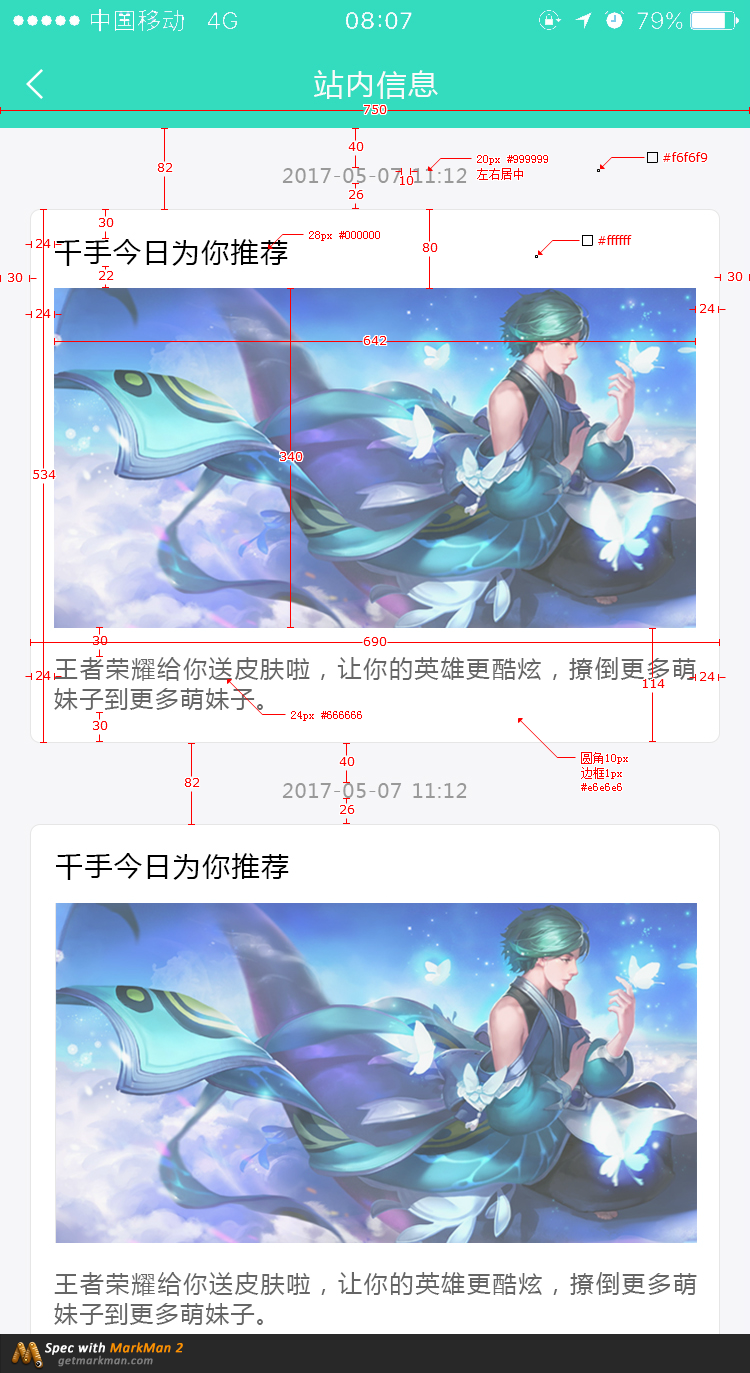 中国移动 4G 08:07 79%
站内信息
750
82
40
20px #999999
左右居中
#f6f6f9
2017-05-07 11:12
10
26
30
24
千手今日为你推荐
28px #000000
80
#ffffff
30
22
30
24
24
642
340
534
30
690
24
王者荣耀给你送皮肤啦，让你的英雄更酷炫，撩倒更多萌
妹子到更多萌妹子。
114
24
24px #666666
30
圆角10px
边框1px
#e6e6e6
82
40
2017-05-07 11:12
26
千手今日为你推荐
王者荣耀给你送皮肤啦，让你的英雄更酷炫，撩倒更多萌
妹子到更多萌妹子。
Spec with MarkMan 2
getmarkman.com